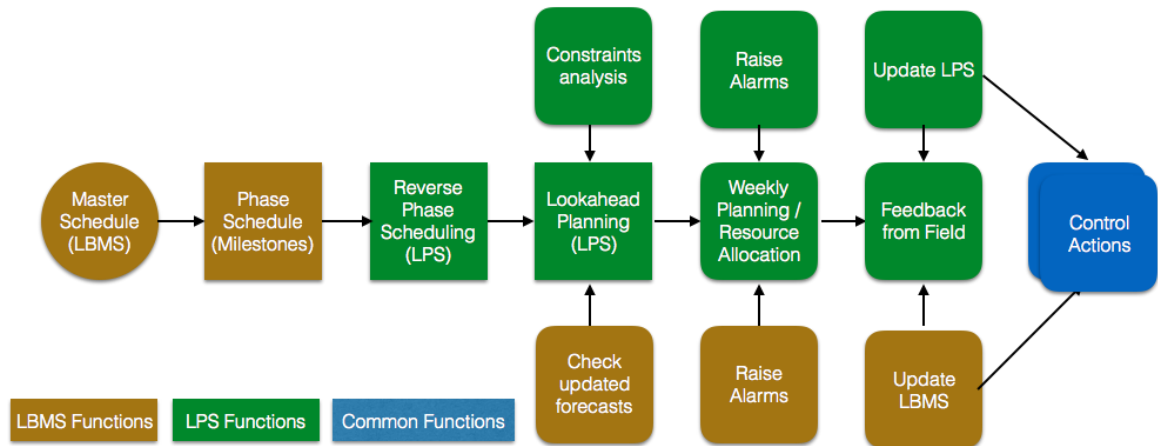 Constraints
analysis
Raise
Alarms
Update LPS
Master
Schedule
(LBMS)
Phase
Schedule
(Milestones)
Reverse
Phase
Scheduling
(LPS)
Lookahead
Planning
(LPS)
Weekly
Planning /
Resource
Allocation
Feedback
from Field
Control
Actions
Check
updated
forecasts
Raise
Alarms
Update
LBMS
LBMS Functions
LPS Functions
Common Functions